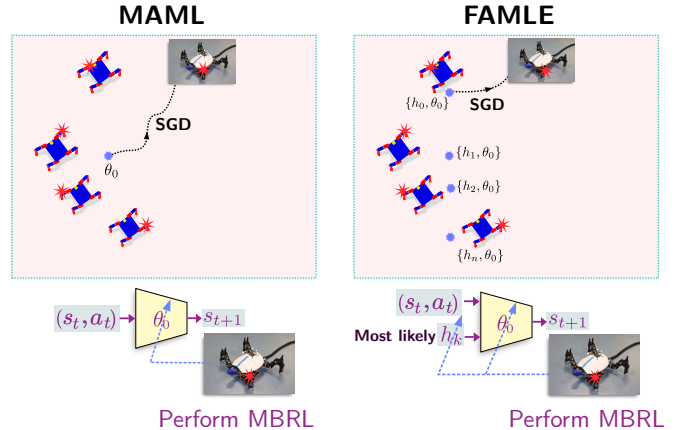 MAML
SGD
θ₀
(sₜ, aₜ)
θ₀
sₜ₊₁
Perform MBRL
FAMLE
{h₀, θ₀}
SGD
{h₁, θ₀}
{h₂, θ₀}
{hₙ, θ₀}
(sₜ, aₜ)
Most likely hₖ
θ₀
sₜ₊₁
Perform MBRL